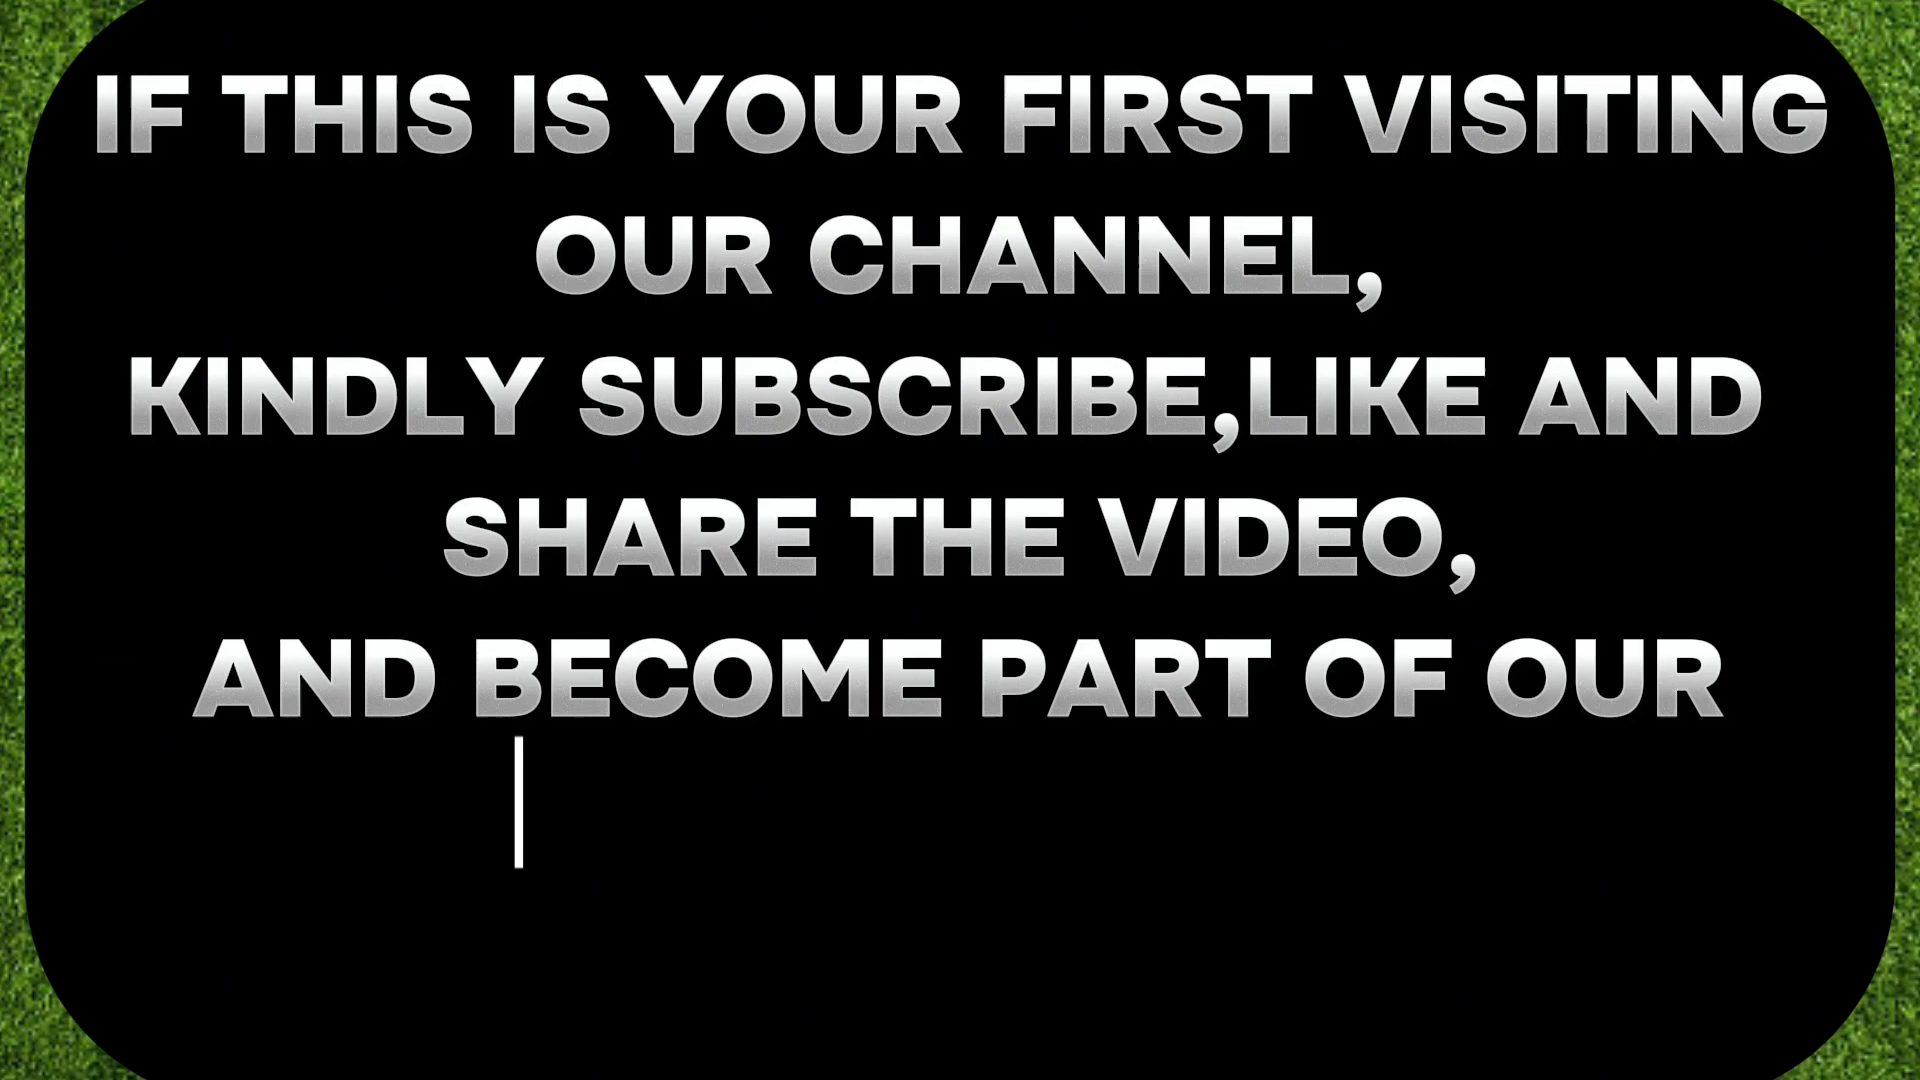 IF THIS IS YOUR FIRST VISITING
OUR CHANNEL,
KINDLY SUBSCRIBE,LIKE AND
SHARE THE VIDEO,
AND BECOME PART OF OUR